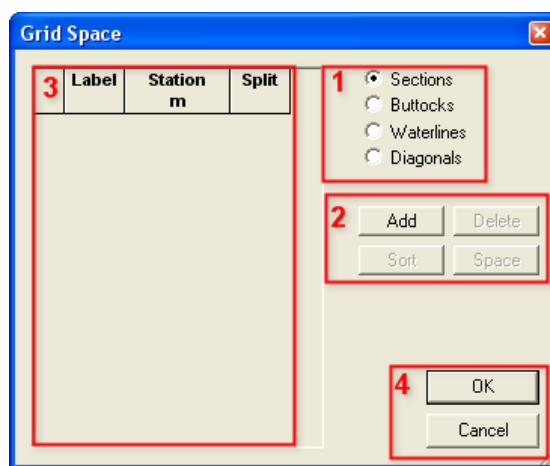 Grid Space
3 Label Station m Split
1 Sections
Buttocks
Waterlines
Diagonals
2 Add Delete
Sort Space
4 OK
Cancel